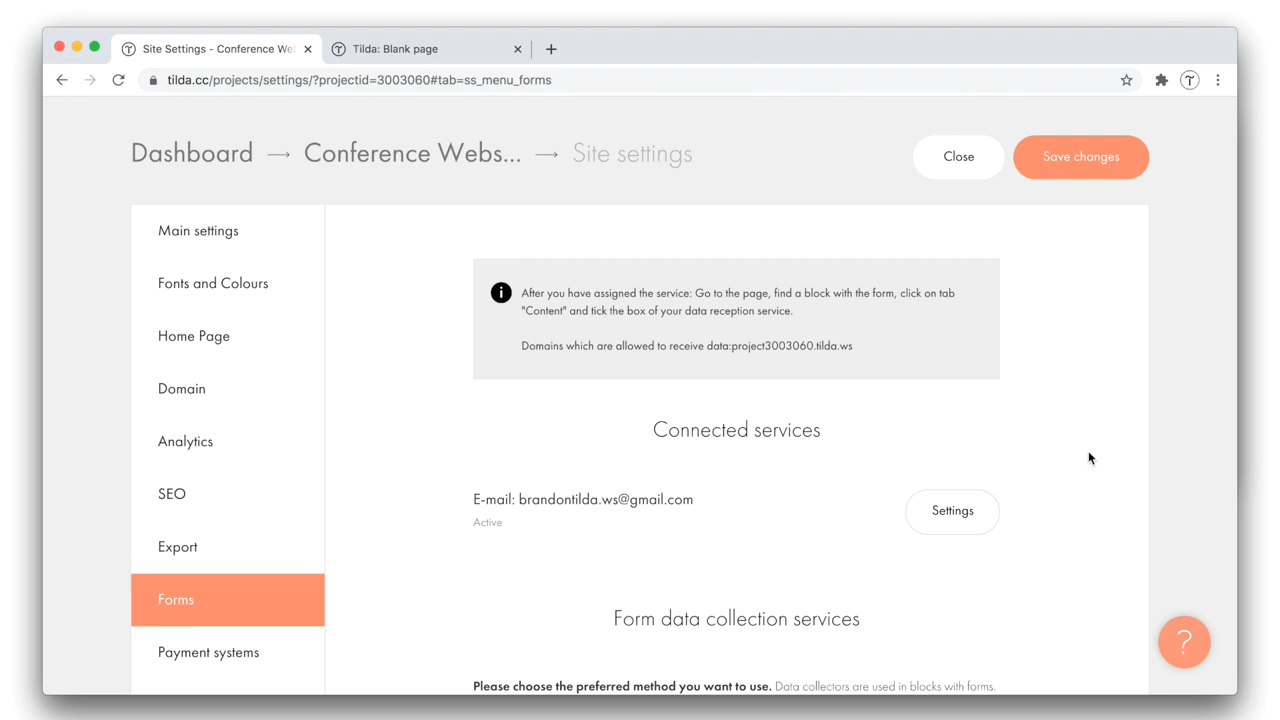 Site Settings - Conference We
Tilda: Blank page
tilda.cc/projects/settings/?projectid=3003060#tab=ss_menu_forms
Dashboard → Conference Webs... → Site settings
Close
Save changes
Main settings
Fonts and Colours
Home Page
Domain
Analytics
SEO
Export
Forms
Payment systems
i
After you have assigned the service: Go to the page, find a block with the form, click on tab
"Content" and tick the box of your data reception service.
Domains which are allowed to receive data:project3003060.tilda.ws
Connected services
E-mail: brandontilda.ws@gmail.com
Active
Settings
Form data collection services
Please choose the preferred method you want to use. Data collectors are used in blocks with forms.
?